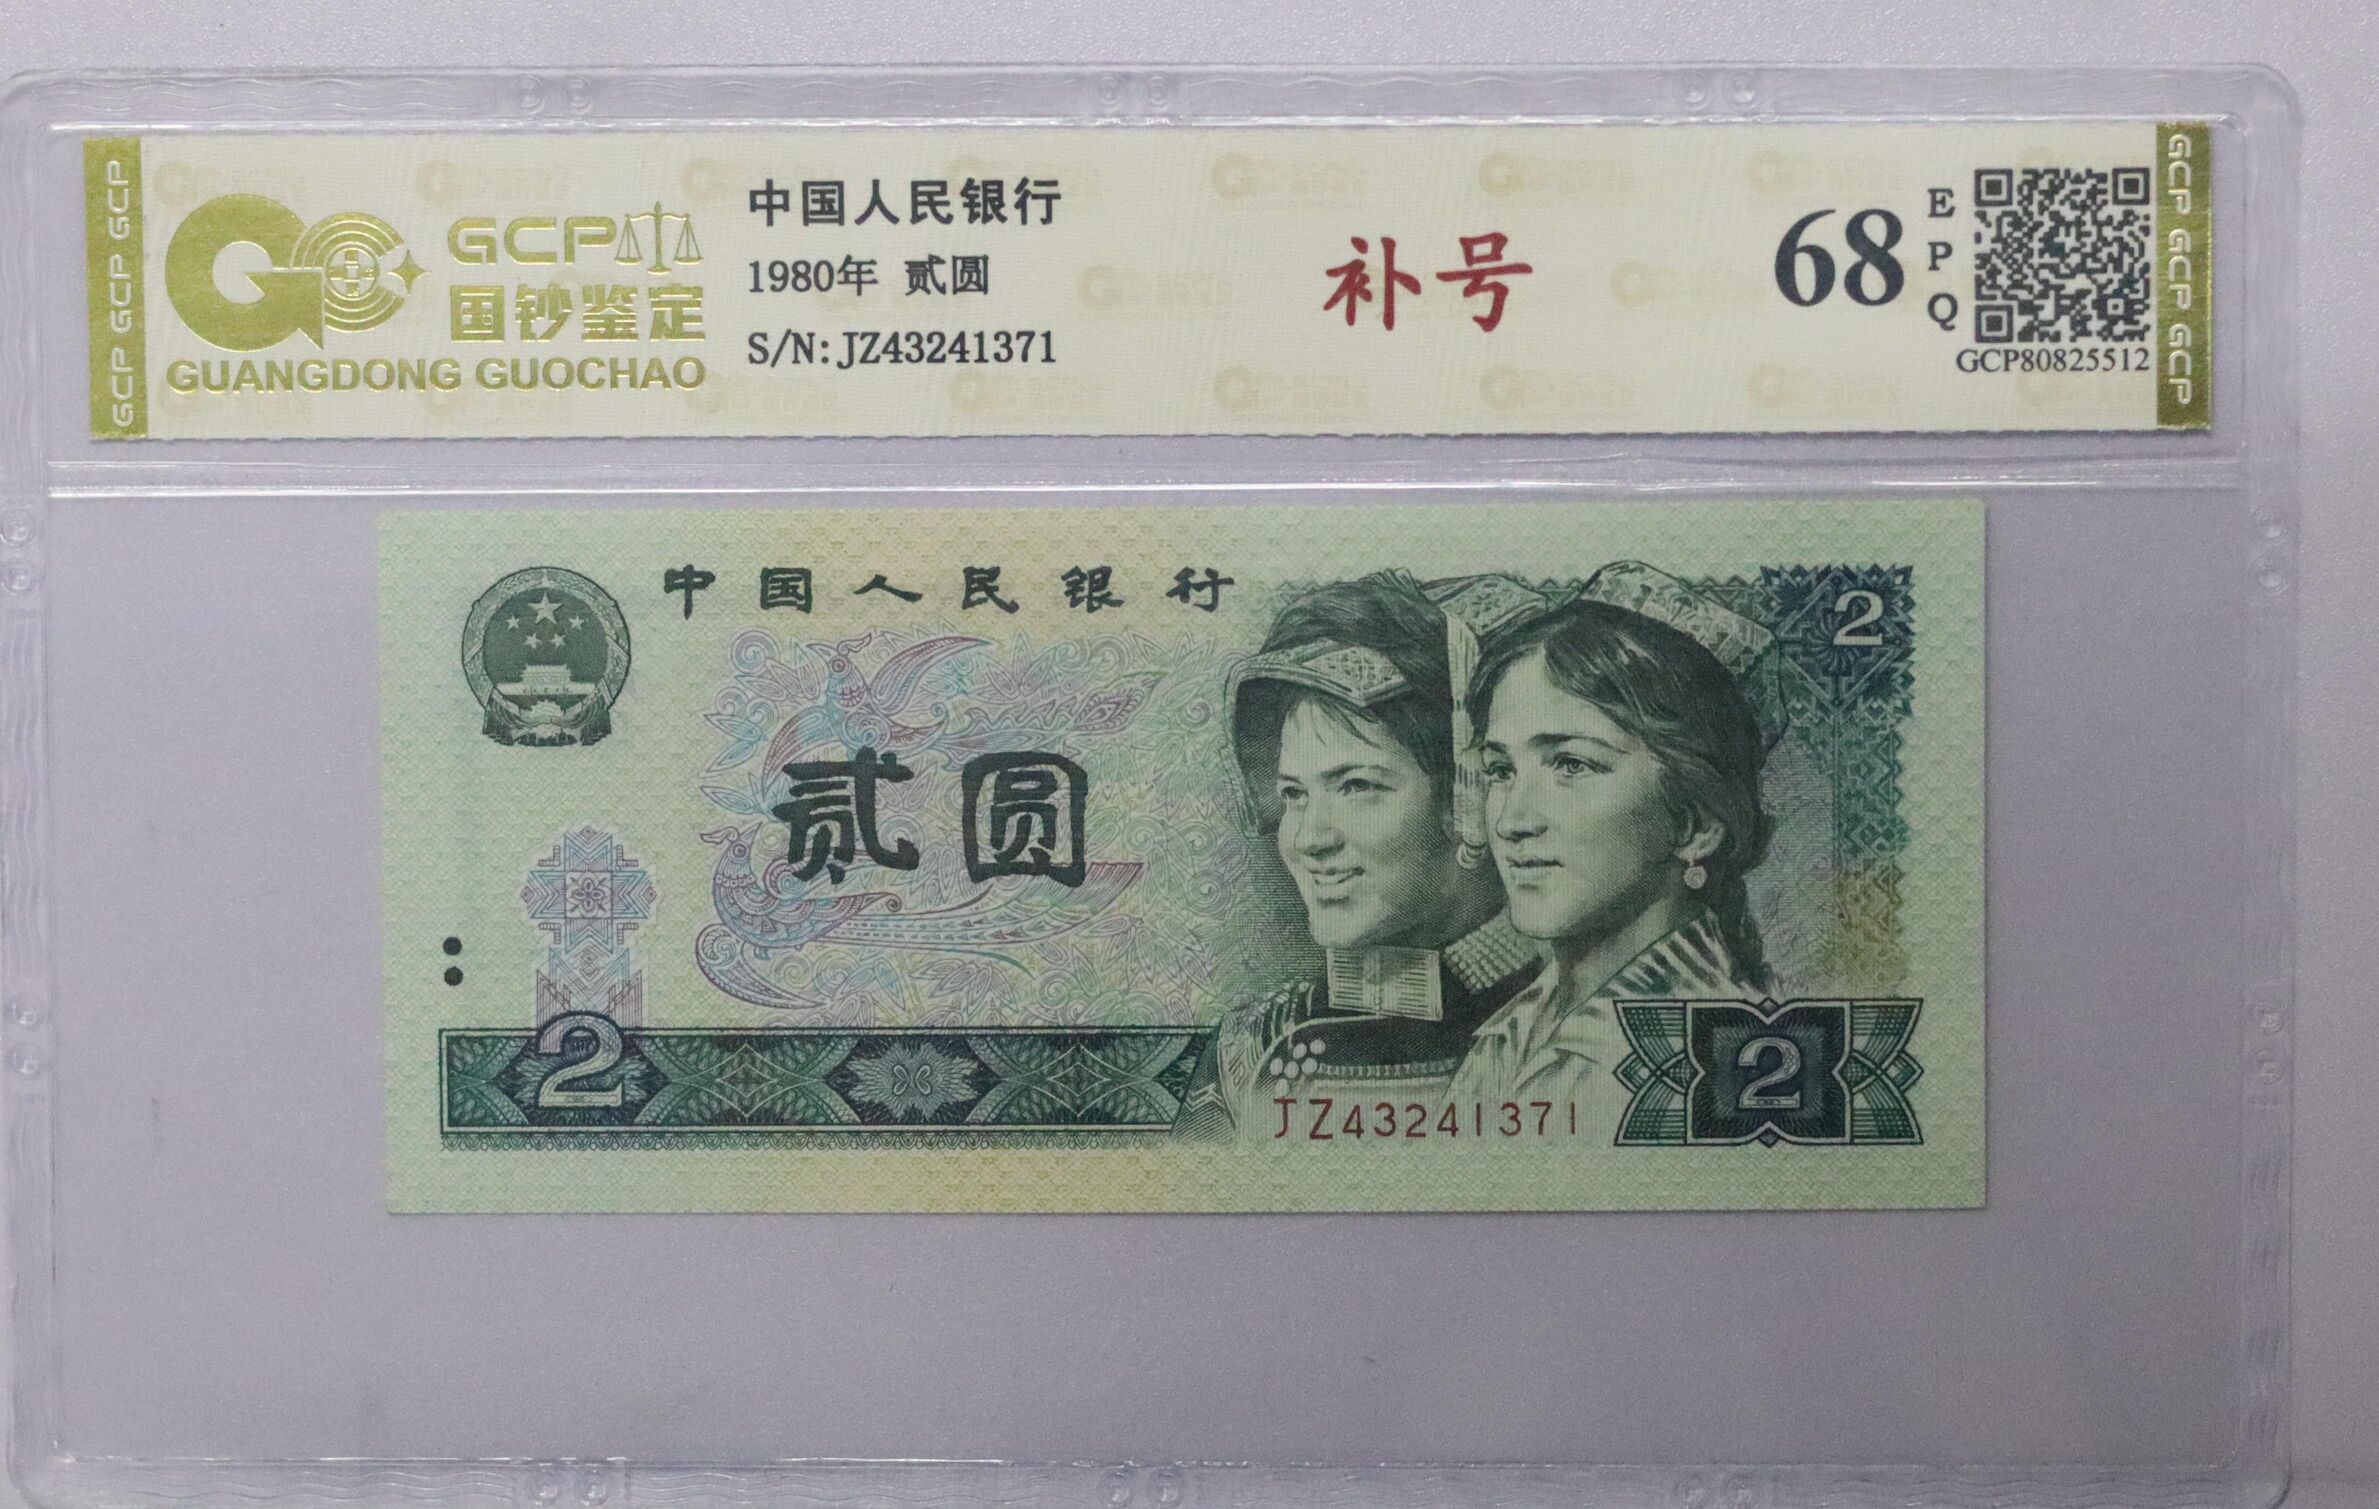 GCP GCP GCP
GCP
国钞鉴定
GUANGDONG GUOCHAO
中国人民银行
1980年 贰圆
S/N: JZ43241371
补号
68
EPQ
GCP80825512
GCP GCP GCP
中国人民银行
2
贰圆
2
JZ43241371
2